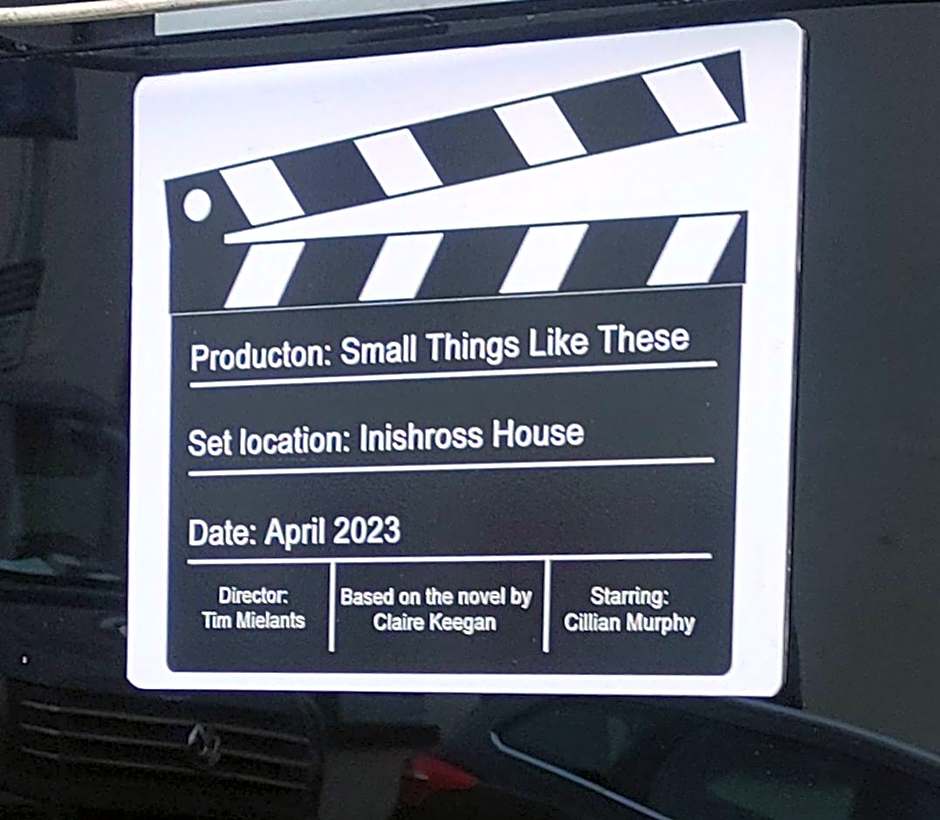 Producton: Small Things Like These
Set location: Inishross House
Date: April 2023
Director:
Tim Mielants
Based on the novel by
Claire Keegan
Starring:
Cillian Murphy